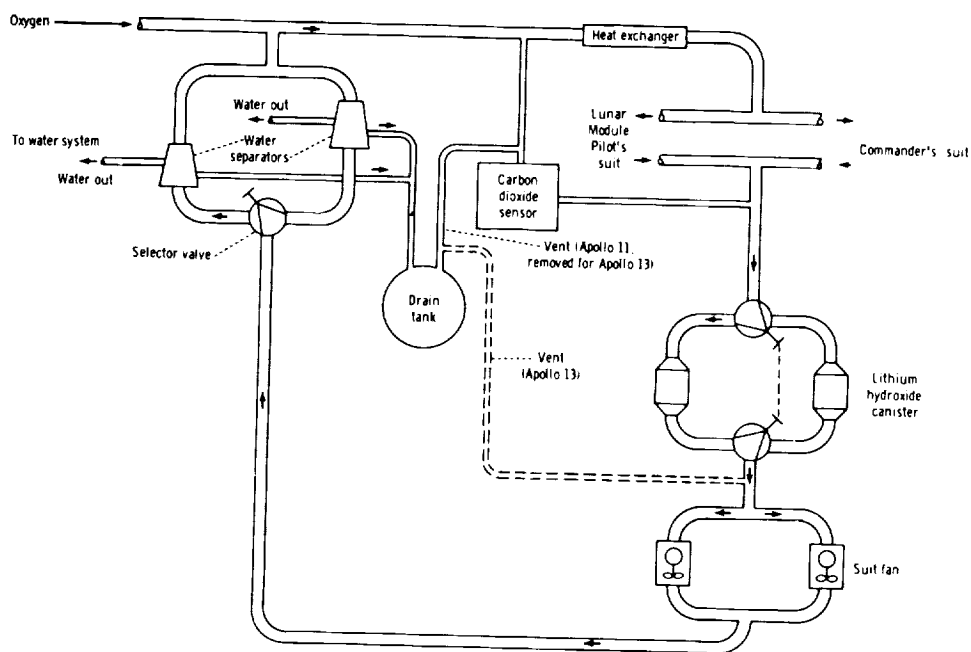 Oxygen
Heat exchanger
Water out
Lunar
Module
Pilot's
suit
To water system
Water
separators
Commander's suit
Water out
Carbon
dioxide
sensor
Selector valve
Vent (Apollo 11,
removed for Apollo 13)
Drain
tank
Vent
(Apollo 13)
Lithium
hydroxide
canister
Suit fan